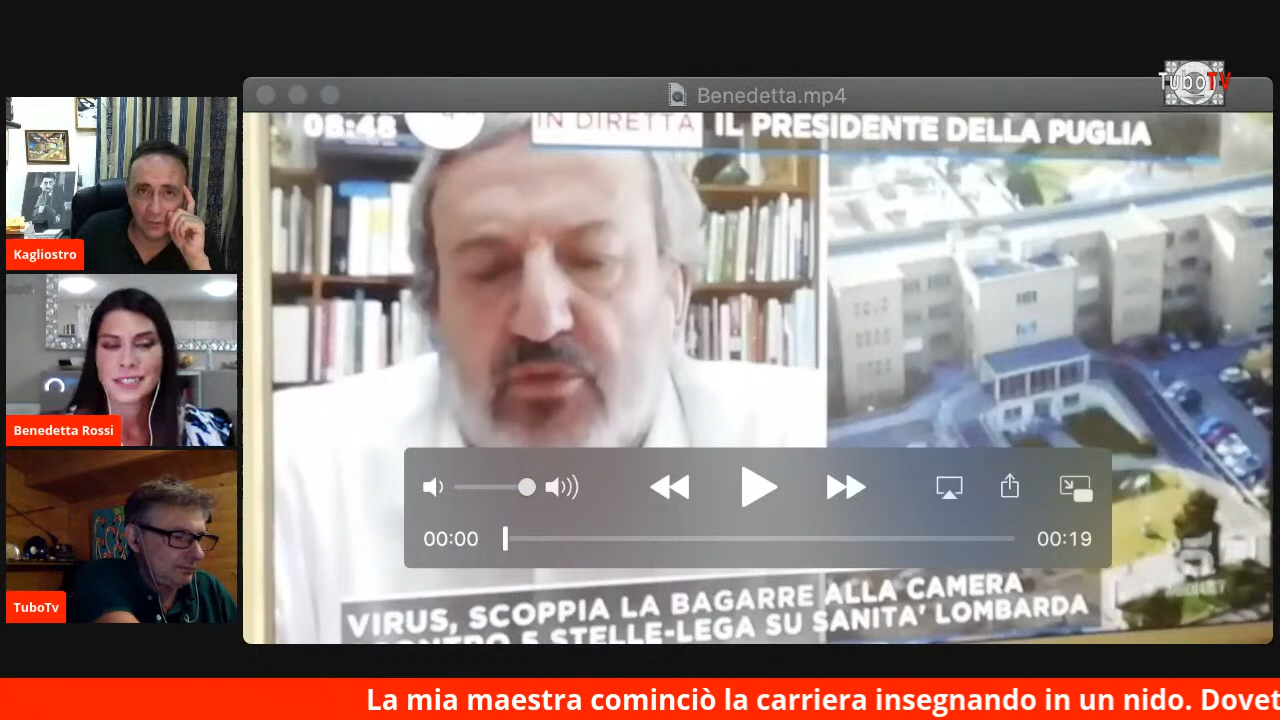 Benedetta.mp4
TuboTV
08:48
IN DIRETTA
IL PRESIDENTE DELLA PUGLIA
Kagliostro
Benedetta Rossi
TuboTv
00:00
00:19
VIRUS, SCOPPIA LA BAGARRE ALLA CAMERA
CONTRO 5 STELLE-LEGA SU SANITA' LOMBARDA
La mia maestra cominciò la carriera insegnando in un nido. Dovet